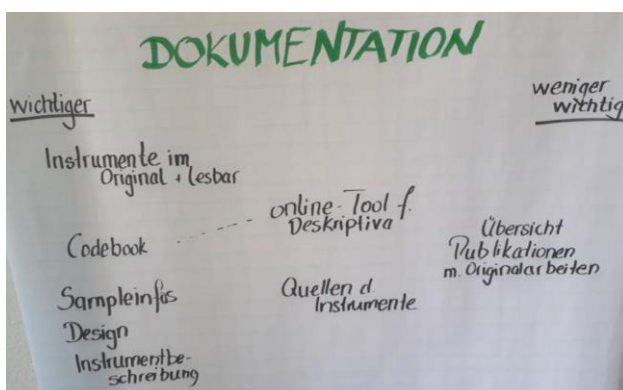 DOKUMENTATION
wichtiger
weniger
wichtig
Instrumente im
Original + lesbar
online-Tool f.
Deskriptiva
Codebook
Übersicht
Publikationen
m. Originalarbeiten
Sampleinfos
Quellen d.
Instrumente
Design
Instrumentbe-
schreibung